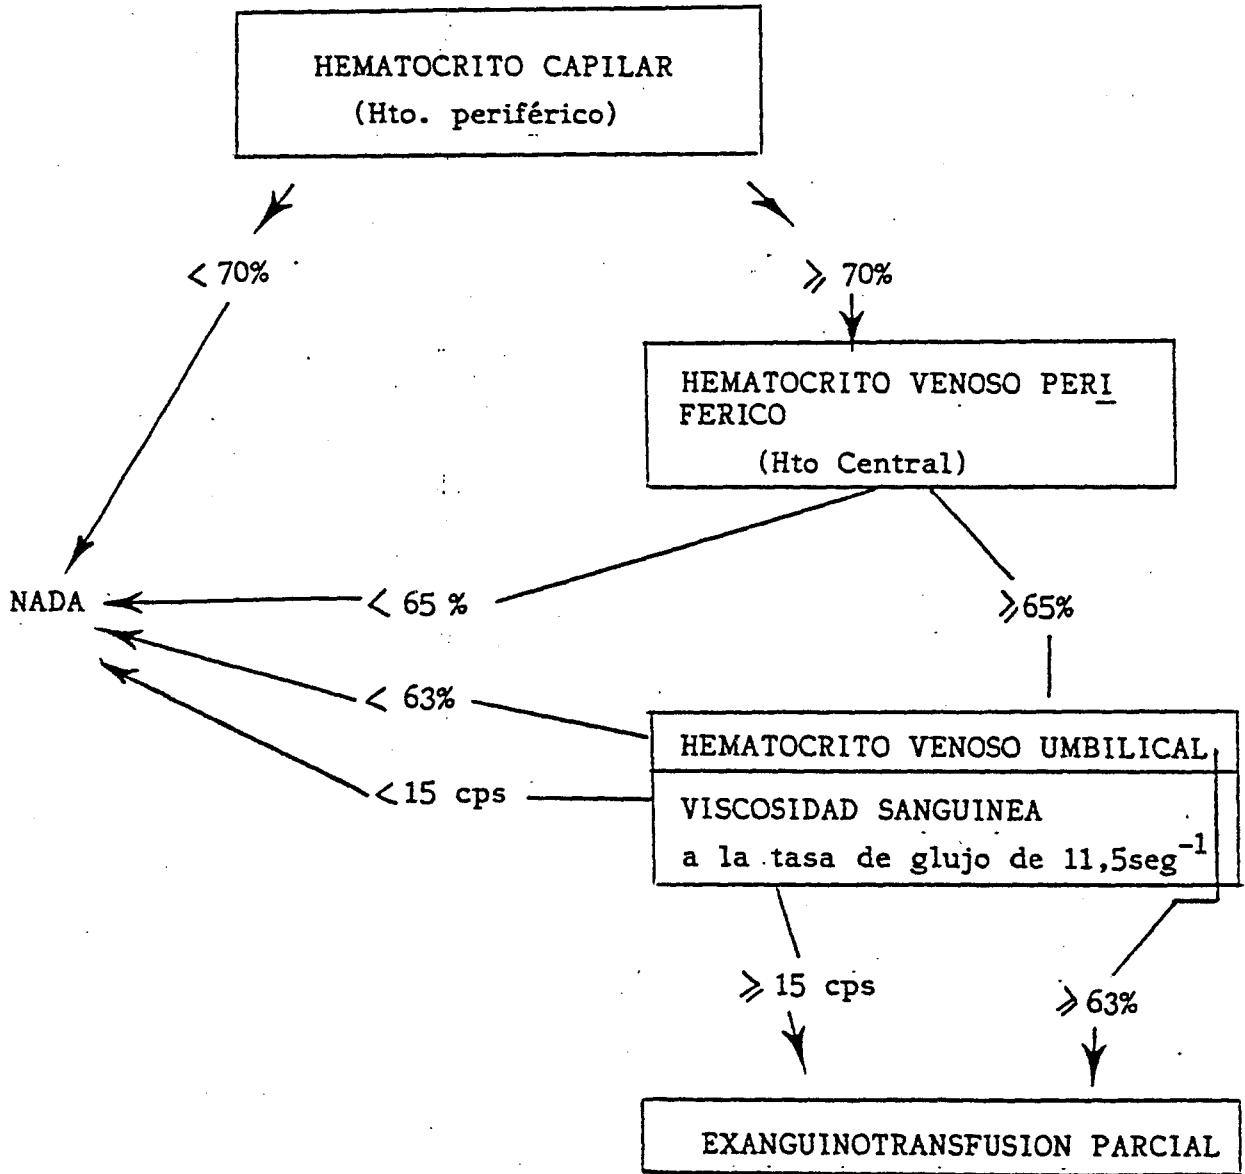 HEMATOCRITO CAPILAR
(Hto. periférico)
< 70%
⩾ 70%
HEMATOCRITO VENOSO PERI
FERICO
(Hto Central)
NADA
< 65 %
⩾65%
< 63%
HEMATOCRITO VENOSO UMBILICAL
<15 cps
VISCOSIDAD SANGUINEA
a la tasa de glujo de 11,5seg⁻¹
⩾ 15 cps
⩾ 63%
EXANGUINOTRANSFUSION PARCIAL